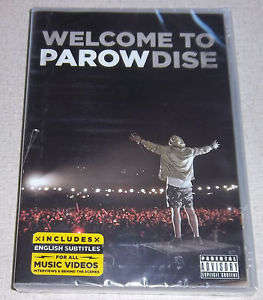 WELCOME TO
PAROWDISE
INCLUDES
ENGLISH SUBTITLES
FOR ALL
MUSIC VIDEOS
INTERVIEWS & BEHIND THE SCENES
PARENTAL
ADVISORY
EXPLICIT CONTENT